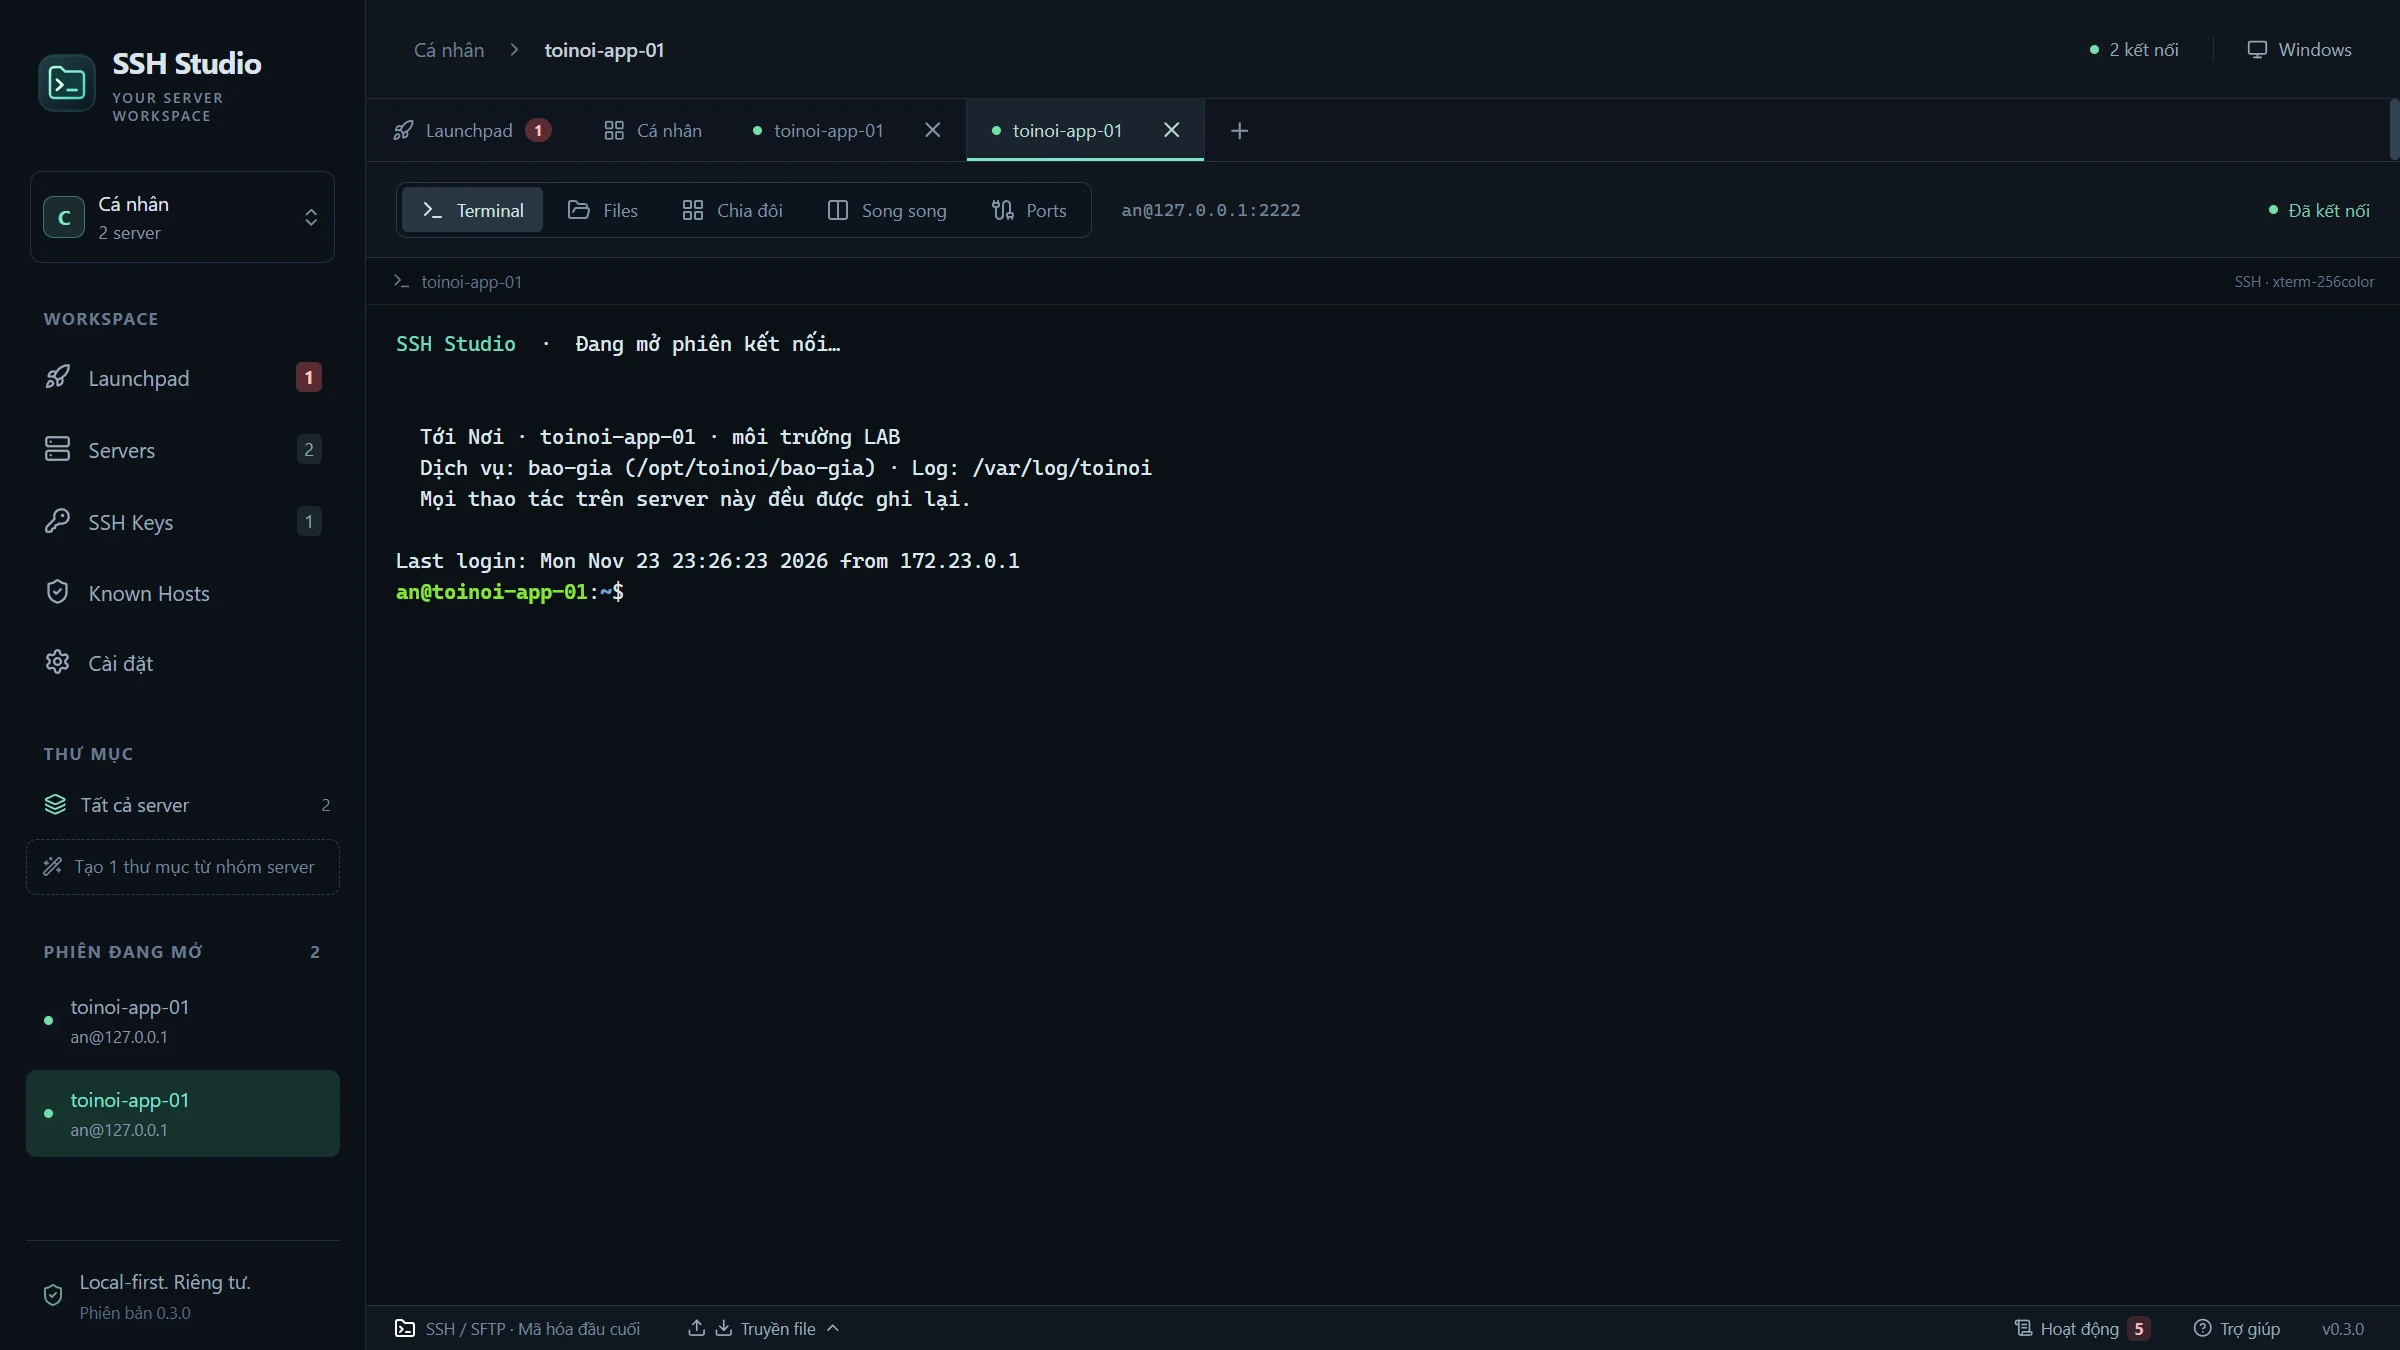 SSH Studio
YOUR SERVER
WORKSPACE
C
Cá nhân
2 server
WORKSPACE
Launchpad 1
Servers 2
SSH Keys 1
Known Hosts
Cài đặt
THƯ MỤC
Tất cả server 2
Tạo 1 thư mục từ nhóm server
PHIÊN ĐANG MỞ 2
toinoi-app-01
an@127.0.0.1
toinoi-app-01
an@127.0.0.1
Local-first. Riêng tư.
Phiên bản 0.3.0
Cá nhân > toinoi-app-01
2 kết nối
Windows
Launchpad 1
Cá nhân
toinoi-app-01
toinoi-app-01
Terminal
Files
Chia đôi
Song song
Ports
an@127.0.0.1:2222
Đã kết nối
toinoi-app-01
SSH · xterm-256color
SSH Studio · Đang mở phiên kết nối…
Tới Nơi · toinoi-app-01 · môi trường LAB
Dịch vụ: bao-gia (/opt/toinoi/bao-gia) · Log: /var/log/toinoi
Mọi thao tác trên server này đều được ghi lại.
Last login: Mon Nov 23 23:26:23 2026 from 172.23.0.1
an@toinoi-app-01:~$
SSH / SFTP · Mã hóa đầu cuối
Truyền file
Hoạt động 5
Trợ giúp
v0.3.0